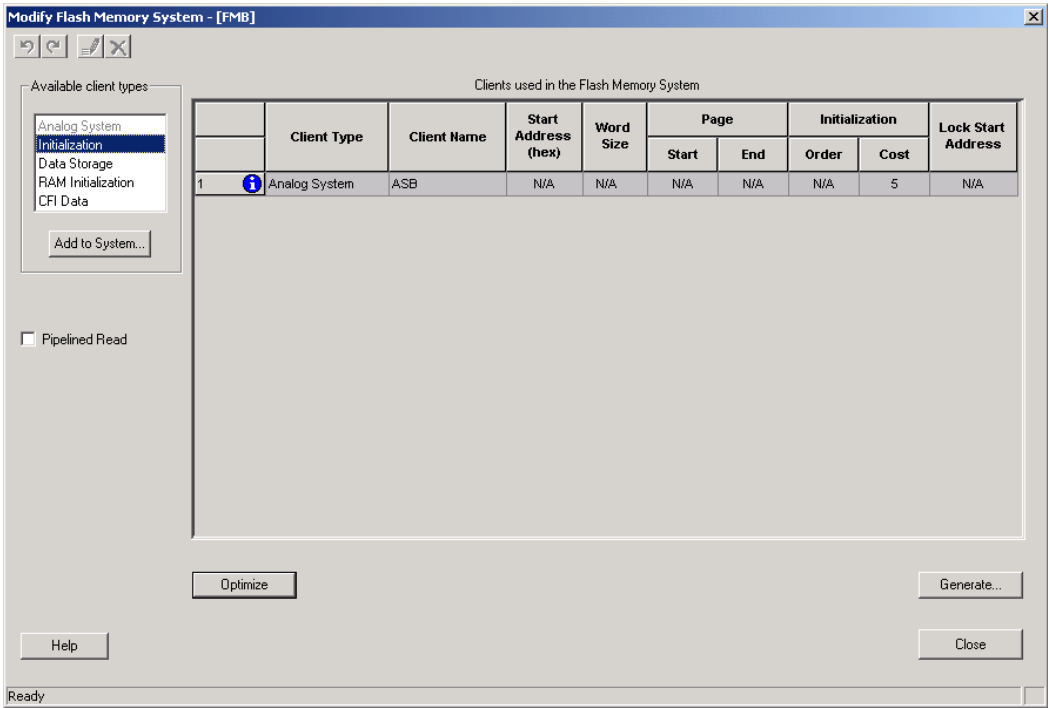 Modify Flash Memory System - [FMB]
Available client types
Analog System
Initialization
Data Storage
RAM Initialization
CFI Data
Add to System...
Pipelined Read
Clients used in the Flash Memory System
Client Type
Client Name
Start Address (hex)
Word Size
Page
Start
End
Initialization
Order
Cost
Lock Start Address
1 i Analog System ASB N/A N/A N/A N/A N/A 5 N/A
Optimize
Generate...
Help
Close
Ready